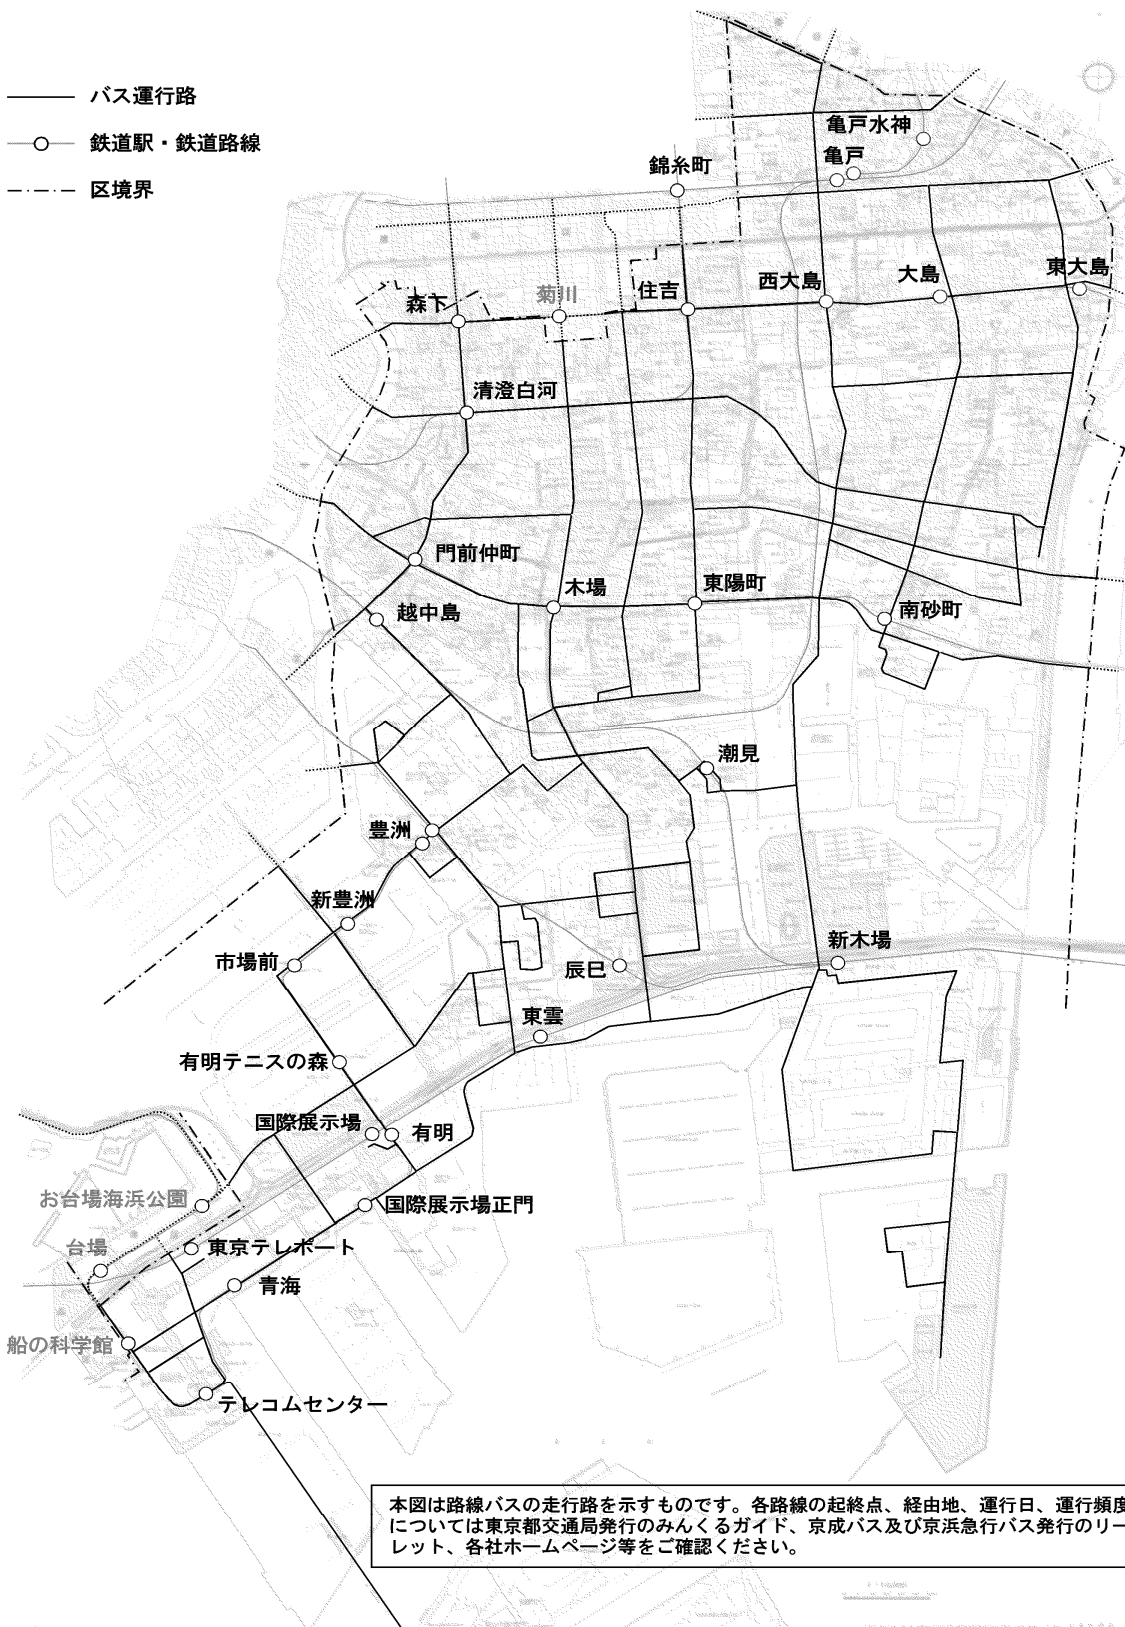 バス運行路
鉄道駅・鉄道路線
区境界
亀戸水神
亀戸
錦糸町
東大島
大島
西大島
住吉
菊川
森下
清澄白河
門前仲町
木場
東陽町
南砂町
越中島
潮見
豊洲
新豊洲
市場前
新木場
辰巳
東雲
有明テニスの森
国際展示場
有明
お台場海浜公園
国際展示場正門
台場
東京テレポート
青海
船の科学館
テレコムセンター
本図は路線バスの走行路を示すものです。各路線の起終点、経由地、運行日、運行頻度
については東京都交通局発行のみんくるガイド、京成バス及び京浜急行バス発行のリー
レット、各社ホームページ等をご確認ください。